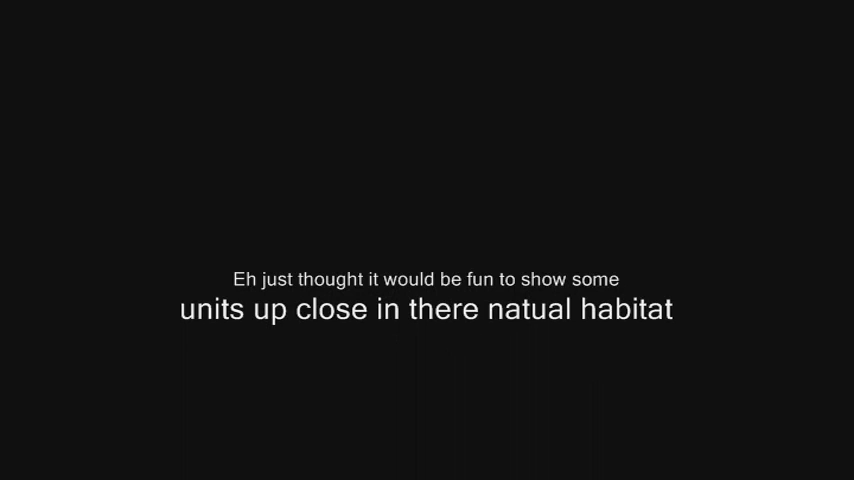 Eh just thought it would be fun to show some
units up close in there natual habitat